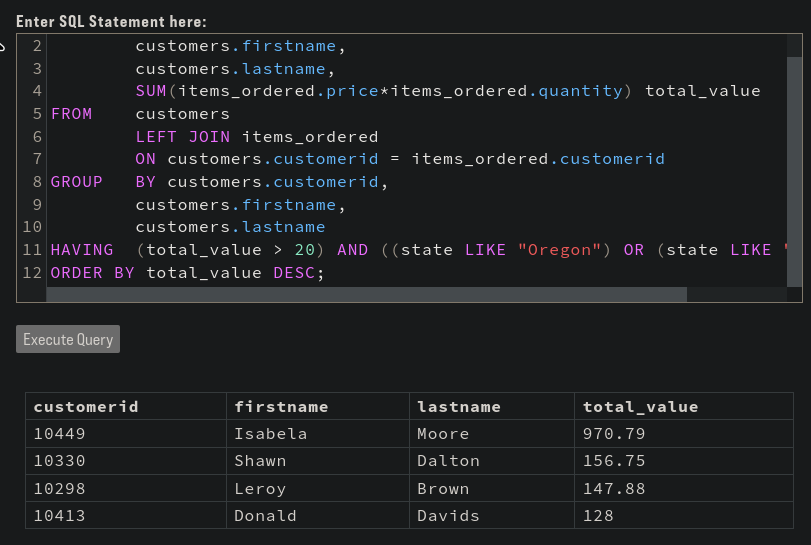 Enter SQL Statement here:
2 customers.firstname,
3 customers.lastname,
4 SUM(items_ordered.price*items_ordered.quantity) total_value
5 FROM customers
6 LEFT JOIN items_ordered
7 ON customers.customerid = items_ordered.customerid
8 GROUP BY customers.customerid,
9 customers.firstname,
10 customers.lastname
11 HAVING (total_value > 20) AND ((state LIKE "Oregon") OR (state LIKE "
12 ORDER BY total_value DESC;
Execute Query
customerid firstname lastname total_value
10449 Isabela Moore 970.79
10330 Shawn Dalton 156.75
10298 Leroy Brown 147.88
10413 Donald Davids 128